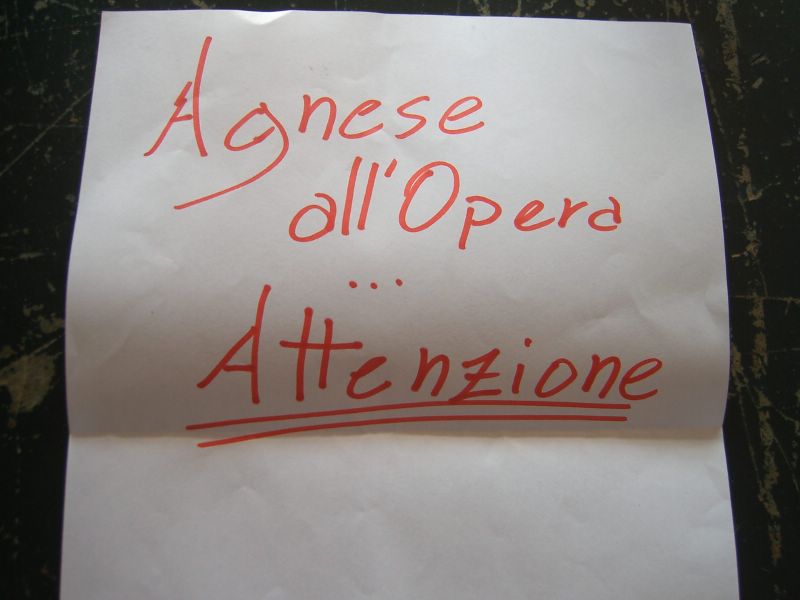 Agnese
all'Opera
...
Attenzione